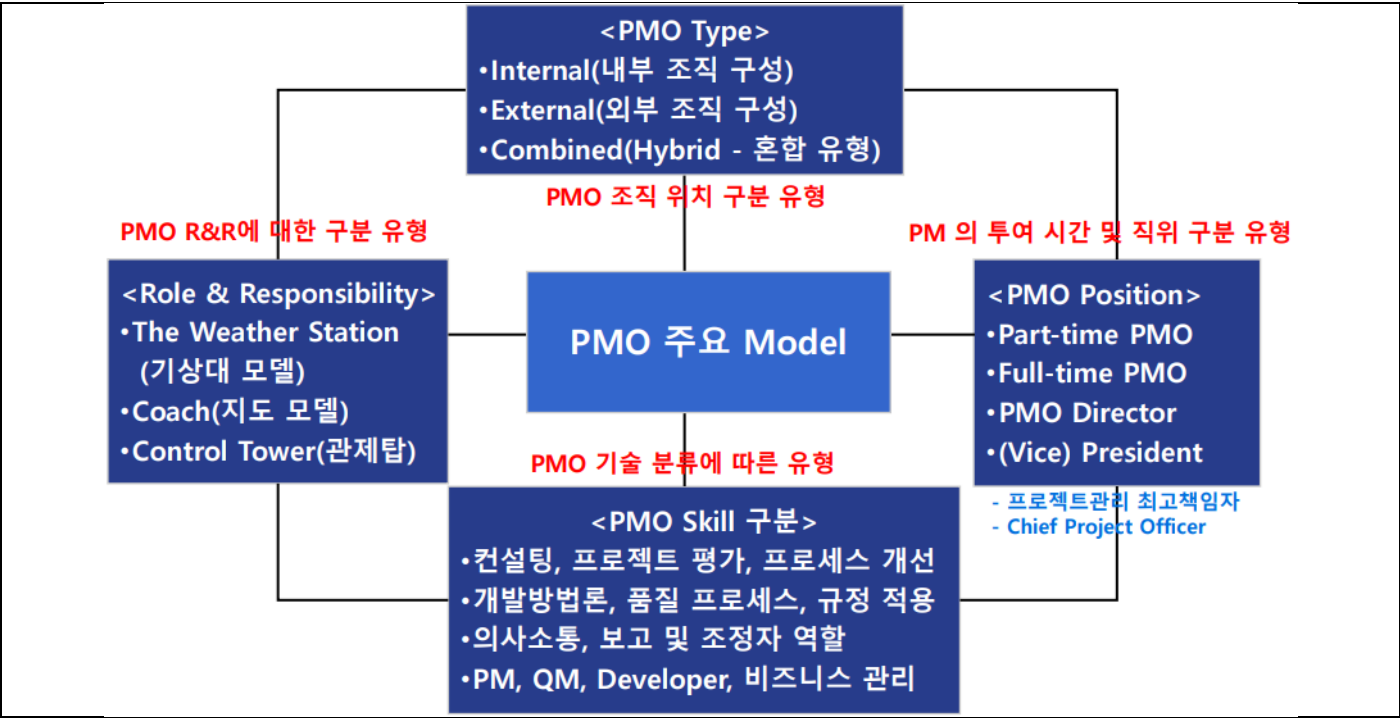 <PMO Type>
•Internal(내부 조직 구성)
•External(외부 조직 구성)
•Combined(Hybrid - 혼합 유형)
PMO 조직 위치 구분 유형
PMO R&R에 대한 구분 유형
<Role & Responsibility>
•The Weather Station
(기상대 모델)
•Coach(지도 모델)
•Control Tower(관제탑)
PMO 주요 Model
PM 의 투여 시간 및 직위 구분 유형
<PMO Position>
•Part-time PMO
•Full-time PMO
•PMO Director
•(Vice) President
- 프로젝트관리 최고책임자
- Chief Project Officer
PMO 기술 분류에 따른 유형
<PMO Skill 구분>
•컨설팅, 프로젝트 평가, 프로세스 개선
•개발방법론, 품질 프로세스, 규정 적용
•의사소통, 보고 및 조정자 역할
•PM, QM, Developer, 비즈니스 관리